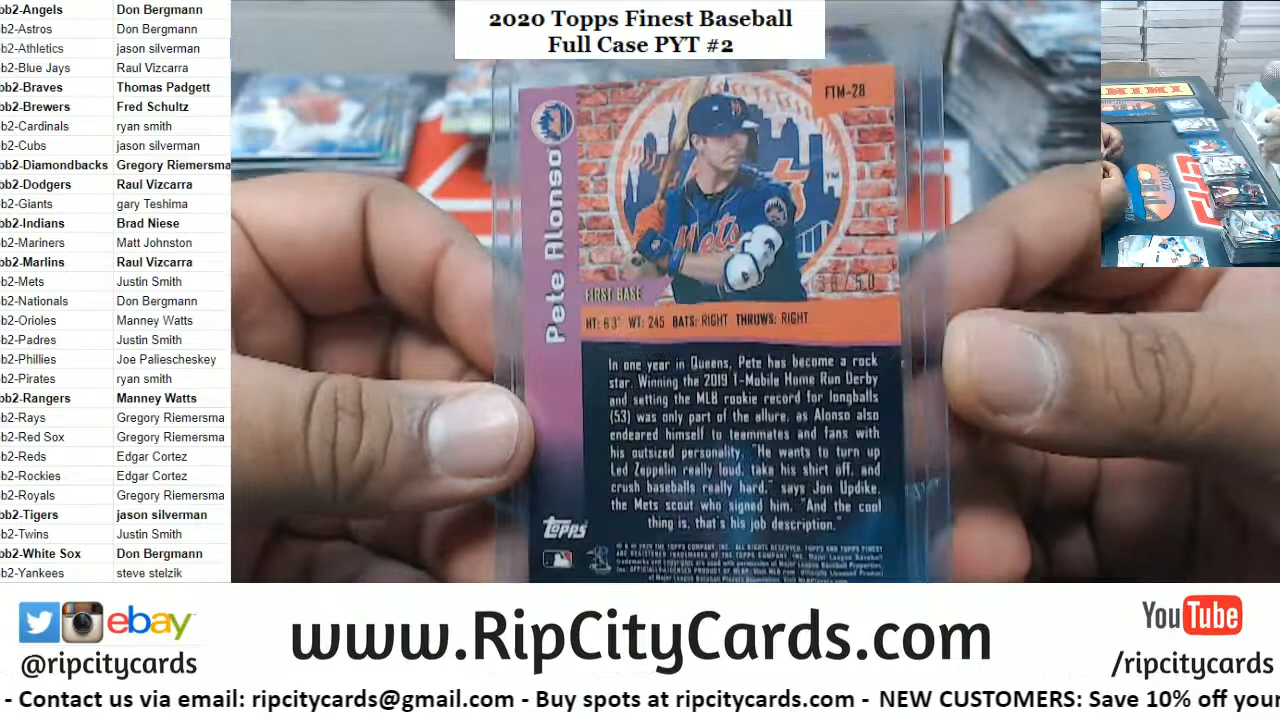 2020 Topps Finest Baseball
Full Case PYT #2
bb2-Angels Don Bergmann
b2-Astros Don Bergmann
b2-Athletics jason silverman
b2-Blue Jays Raul Vizcarra
bb2-Braves Thomas Padgett
bb2-Brewers Fred Schultz
b2-Cardinals ryan smith
b2-Cubs jason silverman
bb2-Diamondbacks Gregory Riemersma
bb2-Dodgers Raul Vizcarra
b2-Giants gary Teshima
bb2-Indians Brad Niese
b2-Mariners Matt Johnston
bb2-Marlins Raul Vizcarra
b2-Mets Justin Smith
b2-Nationals Don Bergmann
b2-Orioles Manney Watts
b2-Padres Justin Smith
b2-Phillies Joe Paliescheskey
b2-Pirates ryan smith
bb2-Rangers Manney Watts
b2-Rays Gregory Riemersma
b2-Red Sox Gregory Riemersma
b2-Reds Edgar Cortez
b2-Rockies Edgar Cortez
b2-Royals Gregory Riemersma
bb2-Tigers jason silverman
b2-Twins Justin Smith
bb2-White Sox Don Bergmann
b2-Yankees steve stelzik
FTM-28
Pete Alonso
Mets
FIRST BASE
HT: 6'3" WT: 245 BATS: RIGHT THROWS: RIGHT
In one year in Queens, Pete has become a rock
star. Winning the 2019 T-Mobile Home Run Derby
and setting the MLB rookie record for longballs
(53) was only part of the allure, as Alonso also
endeared himself to teammates and fans with
his outsized personality. "He wants to turn up
Led Zeppelin really loud, take his shirt off, and
crush baseballs really hard," says Jon Updike,
the Mets scout who signed him. "And the cool
thing is, that's his job description."
Topps
ebay
@ripcitycards
www.RipCityCards.com
YouTube
/ripcitycards
- Contact us via email: ripcitycards@gmail.com - Buy spots at ripcitycards.com - NEW CUSTOMERS: Save 10% off your